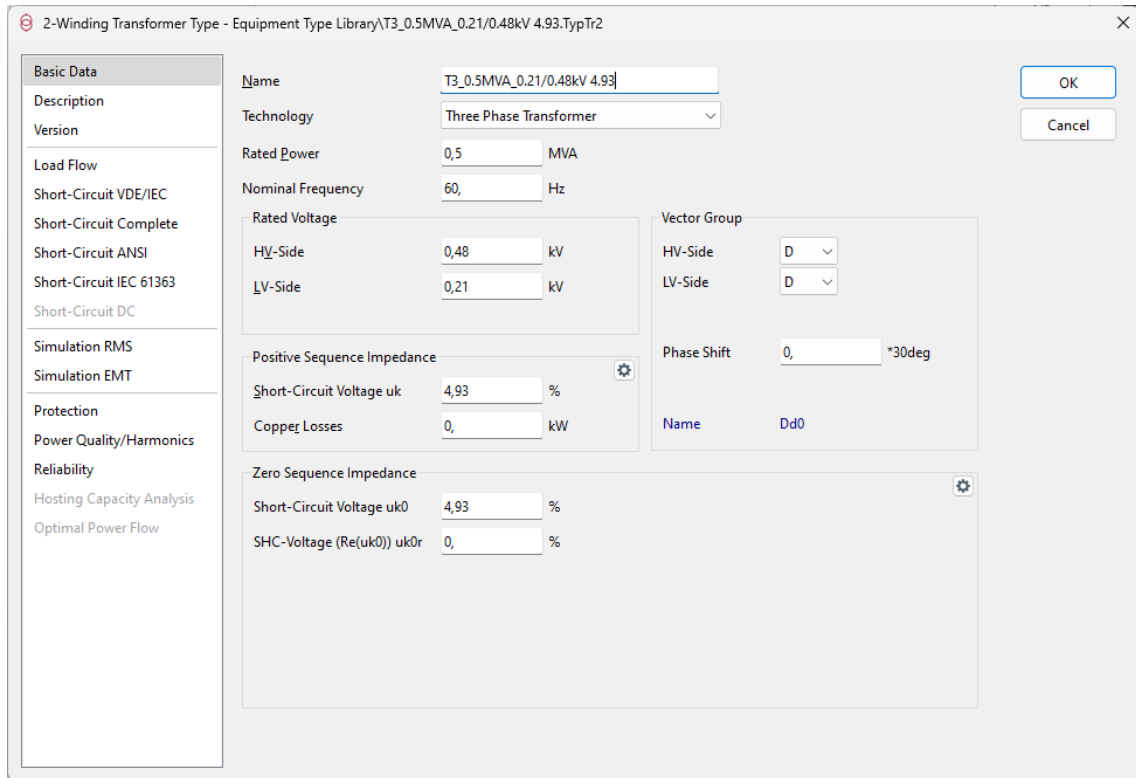 2-Winding Transformer Type - Equipment Type Library\T3_0.5MVA_0.21/0.48kV 4.93.TypTr2
Basic Data
Description
Version
Load Flow
Short-Circuit VDE/IEC
Short-Circuit Complete
Short-Circuit ANSI
Short-Circuit IEC 61363
Short-Circuit DC
Simulation RMS
Simulation EMT
Protection
Power Quality/Harmonics
Reliability
Hosting Capacity Analysis
Optimal Power Flow
Name T3_0.5MVA_0.21/0.48kV 4.93
Technology Three Phase Transformer
Rated Power 0,5 MVA
Nominal Frequency 60, Hz
Rated Voltage
HV-Side 0,48 kV
LV-Side 0,21 kV
Vector Group
HV-Side D
LV-Side D
Phase Shift 0, *30deg
Name Dd0
Positive Sequence Impedance
Short-Circuit Voltage uk 4,93 %
Copper Losses 0, kW
Zero Sequence Impedance
Short-Circuit Voltage uk0 4,93 %
SHC-Voltage (Re(uk0)) uk0r 0, %
OK
Cancel